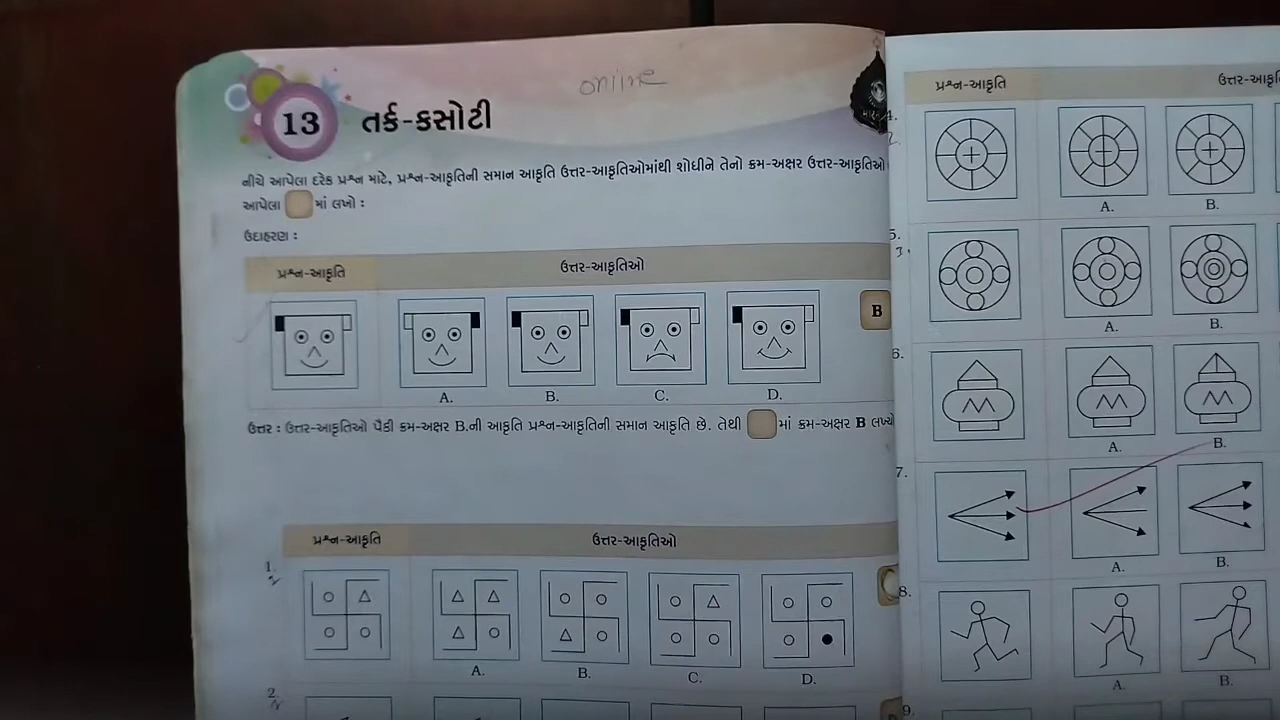 online
13 તર્ક-કસોટી
નીચે આપેલા દરેક પ્રશ્ન માટે, પ્રશ્ન-આકૃતિની સમાન આકૃતિ ઉત્તર-આકૃતિઓમાંથી શોધીને તેનો ક્રમ-અક્ષર ઉત્તર-આકૃતિઓ
આપેલા માં લખો :
ઉદાહરણ :
પ્રશ્ન-આકૃતિ ઉત્તર-આકૃતિઓ
B
A. B. C. D.
ઉત્તર : ઉત્તર-આકૃતિઓ પૈકી ક્રમ-અક્ષર B.ની આકૃતિ પ્રશ્ન-આકૃતિની સમાન આકૃતિ છે. તેથી માં ક્રમ-અક્ષર B લખ્યે
પ્રશ્ન-આકૃતિ ઉત્તર-આકૃતિઓ
1.
A. B. C. D.
2.
પ્રશ્ન-આકૃતિ
4.
A. B.
5.
A. B.
6.
A. B.
7.
A. B.
8.
A. B.
9.